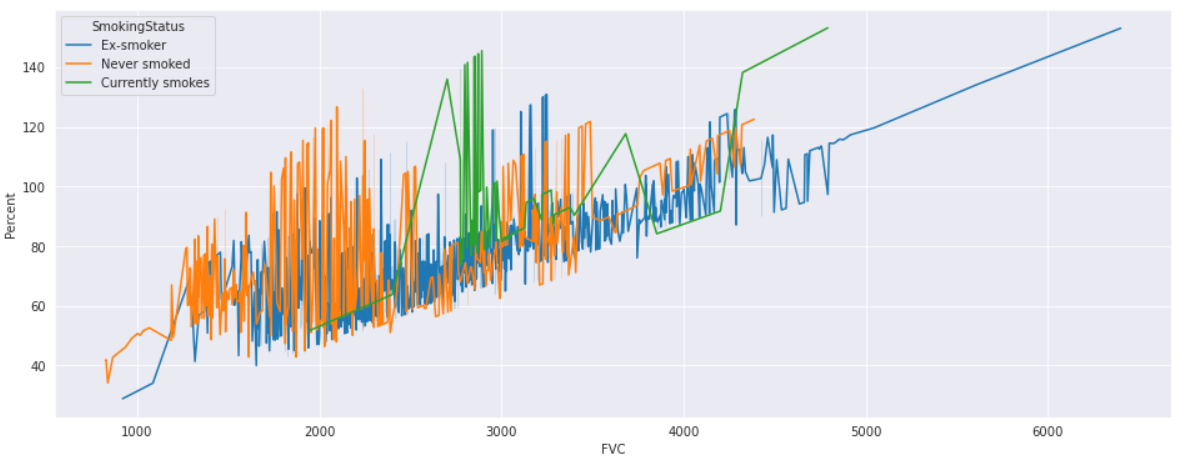 SmokingStatus
Ex-smoker
Never smoked
Currently smokes
Percent
140
120
100
80
60
40
1000 2000 3000 4000 5000 6000
FVC